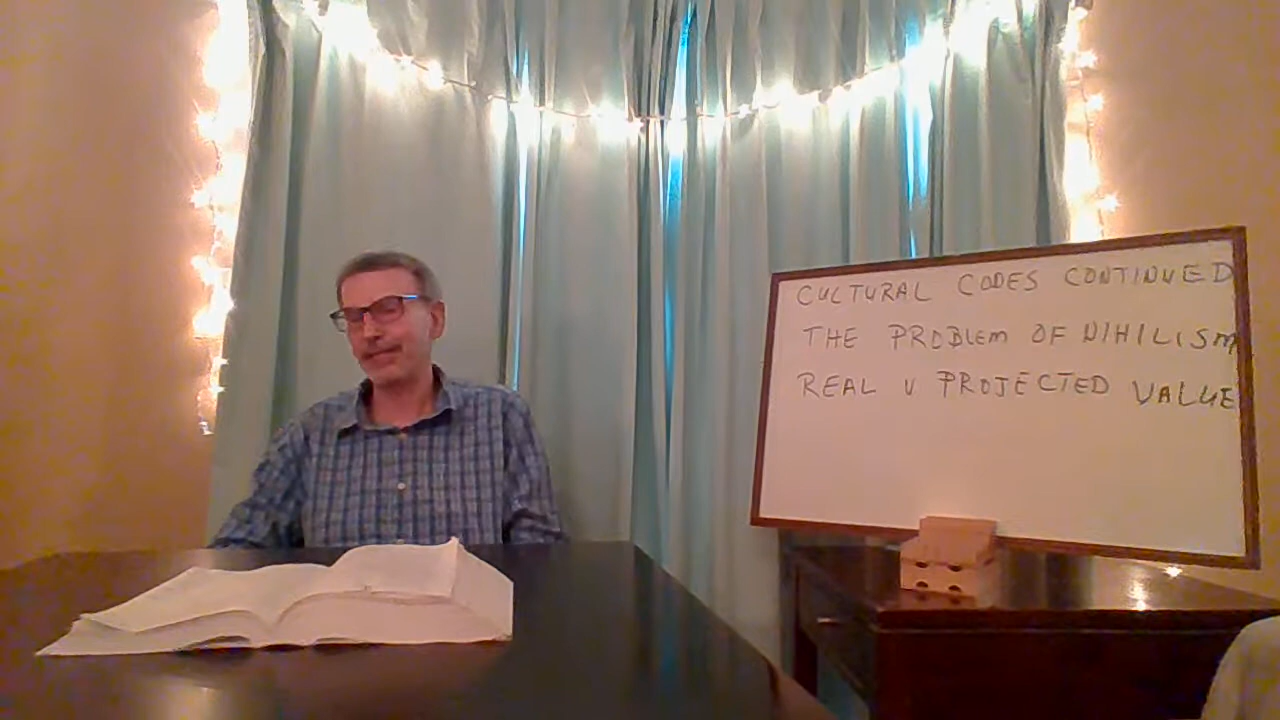 CULTURAL CODES CONTINUED
THE PROBLEM OF NIHILISM
REAL V PROJECTED VALUE